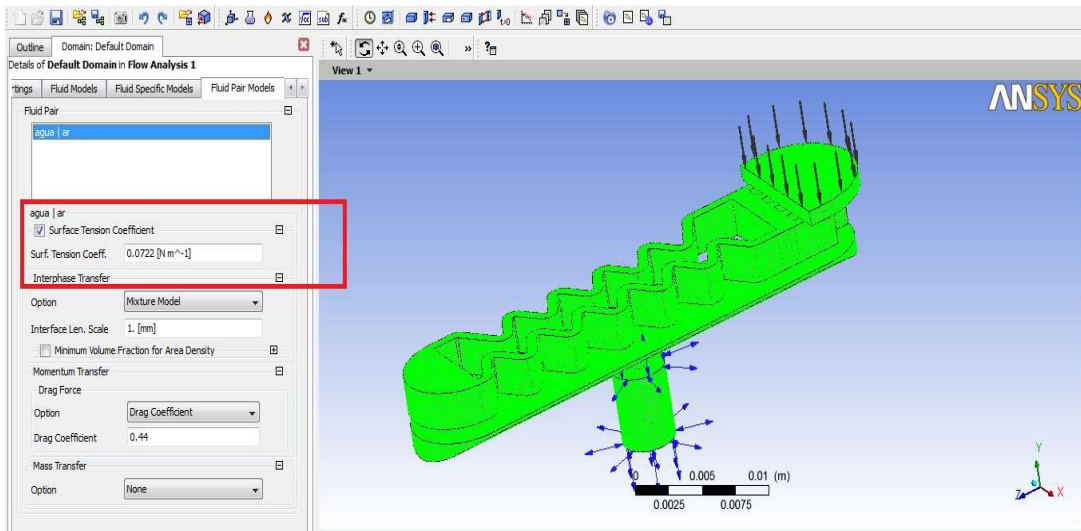 Outline Domain: Default Domain
Details of Default Domain in Flow Analysis 1
tings Fluid Models Fluid Specific Models Fluid Pair Models
Fluid Pair
agua | ar
agua | ar
Surface Tension Coefficient
Surf. Tension Coeff. 0.0722 [N m^-1]
Interphase Transfer
Option Mixture Model
Interface Len. Scale 1. [mm]
Minimum Volume Fraction for Area Density
Momentum Transfer
Drag Force
Option Drag Coefficient
Drag Coefficient 0.44
Mass Transfer
Option None
View 1
ANSYS
0 0.005 0.01 (m)
0.0025 0.0075
Y
Z X